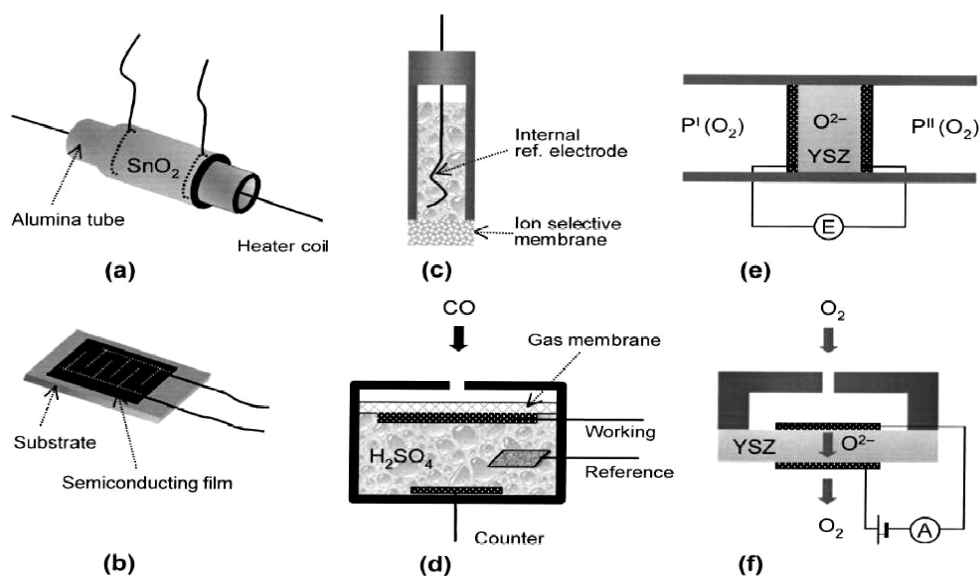 SnO₂
Alumina tube
Heater coil
(a)
Substrate
Semiconducting film
(b)
Internal
ref. electrode
Ion selective
membrane
(c)
CO
Gas membrane
Working
H₂SO₄
Reference
Counter
(d)
Pᴵ (O₂)
O²⁻
YSZ
Pᴵᴵ (O₂)
E
(e)
O₂
YSZ
O²⁻
O₂
A
(f)